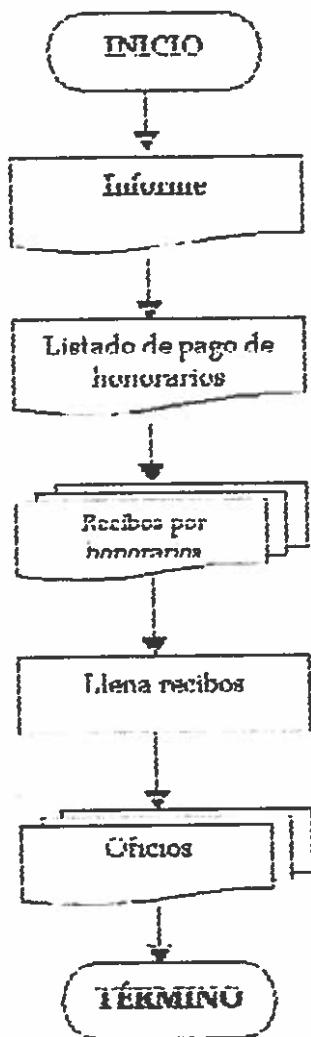 INICIO
Informe
Listado de pago de
honorarios
Recibos por
honorarios
Llena recibos
Oficios
TÉRMINO